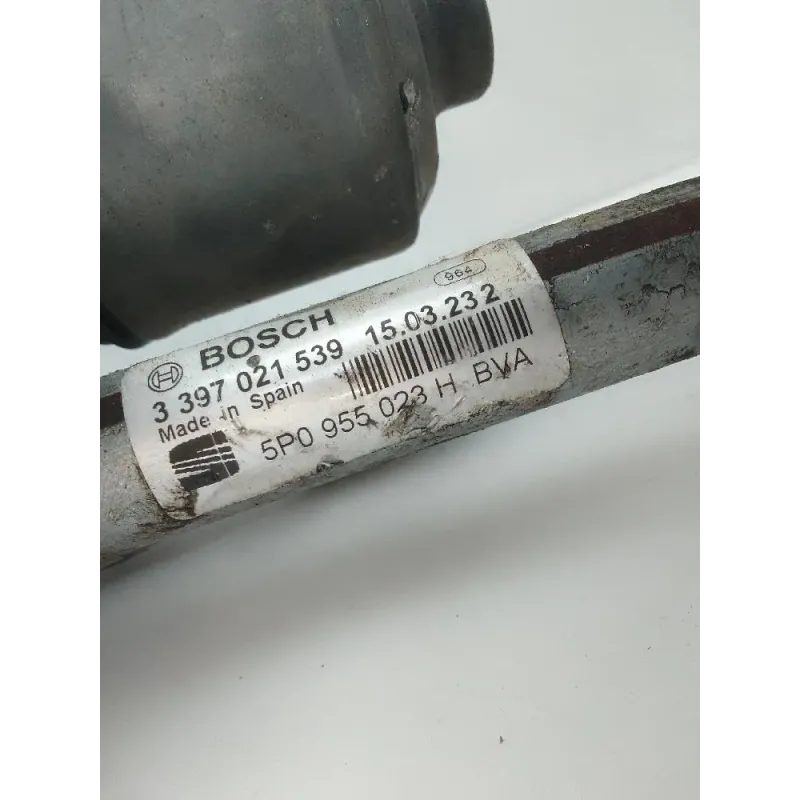 964
BOSCH
3 397 021 539 15.03.23 2
Made in Spain
5P0 955 023 H BVA